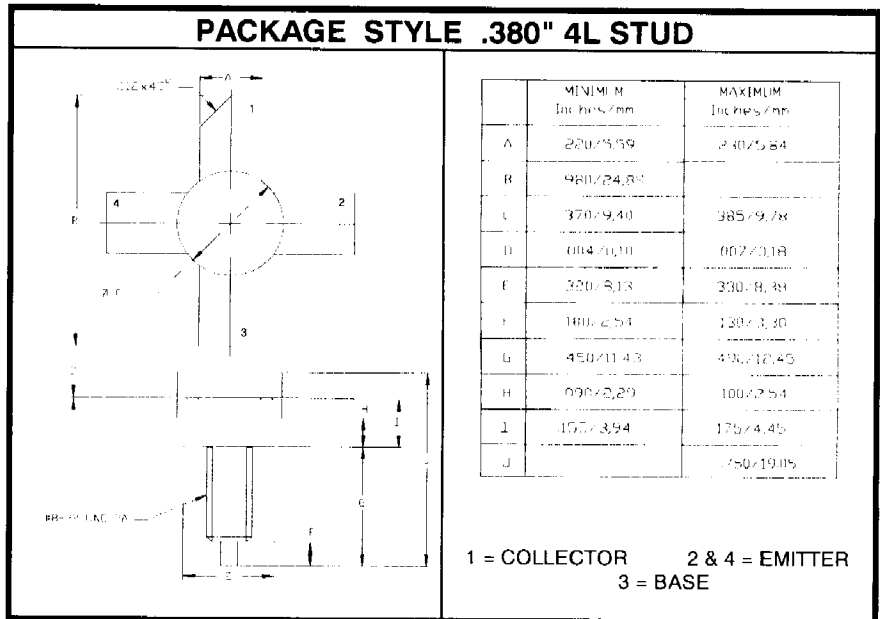 PACKAGE STYLE .380" 4L STUD
A
1
4
2
B
3
MINIMUM
Inches/mm
MAXIMUM
Inches/mm
A
.220/5,59
.230/5,84
B
.980/24,89
C
.370/9,40
.385/9,78
D
.004/0,10
.007/0,18
E
.320/8,13
.330/8,38
F
.100/2,54
.130/3,30
G
.450/11,43
.490/12,45
H
.090/2,29
.100/2,54
I
.155/3,94
.175/4,45
J
.750/19,05
I
G
F
E
1 = COLLECTOR 2 & 4 = EMITTER
3 = BASE